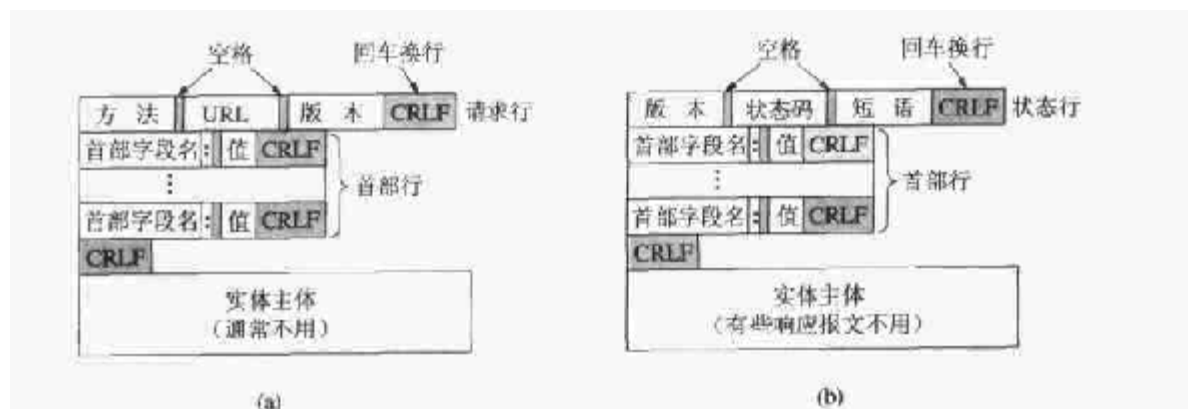 空格 回车换行
方 法 URL 版 本 CRLF 请求行
首部字段名: 值 CRLF
⋮ 首部行
首部字段名: 值 CRLF
CRLF
实体主体
(通常不用)
(a)
空格 回车换行
版 本 状态码 短 语 CRLF 状态行
首部字段名: 值 CRLF
⋮ 首部行
首部字段名: 值 CRLF
CRLF
实体主体
(有些响应报文不用)
(b)